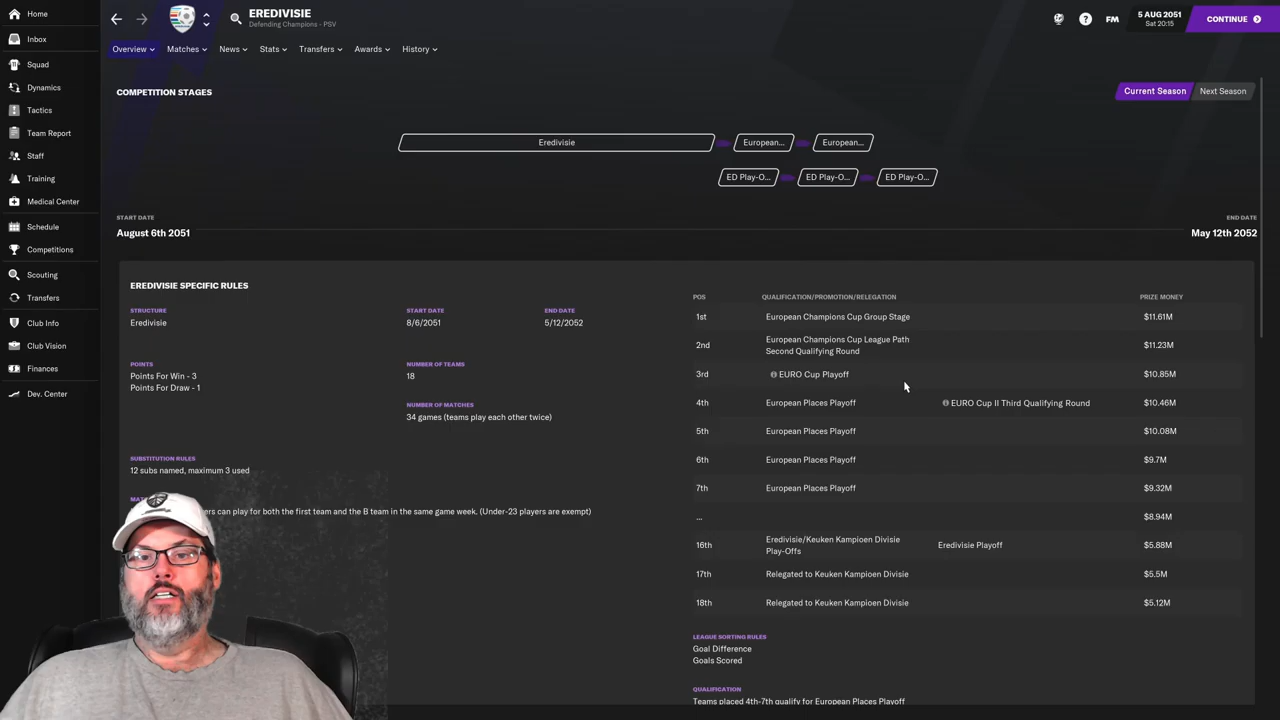 Home
EREDIVISIE
Defending Champions - PSV
FM
5 AUG 2051
Sat 20:15
CONTINUE
Inbox
Overview
Matches
News
Stats
Transfers
Awards
History
Squad
Dynamics
Tactics
Team Report
Staff
Training
Medical Center
Schedule
Competitions
Scouting
Transfers
Club Info
Club Vision
Finances
Dev. Center
COMPETITION STAGES
Current Season
Next Season
Eredivisie
European...
European...
ED Play-O...
ED Play-O...
ED Play-O...
START DATE
August 6th 2051
END DATE
May 12th 2052
EREDIVISIE SPECIFIC RULES
STRUCTURE
Eredivisie
START DATE
8/6/2051
END DATE
5/12/2052
POINTS
Points For Win - 3
Points For Draw - 1
NUMBER OF TEAMS
18
NUMBER OF MATCHES
34 games (teams play each other twice)
SUBSTITUTION RULES
12 subs named, maximum 3 used
can play for both the first team and the B team in the same game week. (Under-23 players are exempt)
POS QUALIFICATION/PROMOTION/RELEGATION PRIZE MONEY
1st European Champions Cup Group Stage $11.61M
2nd European Champions Cup League Path Second Qualifying Round $11.23M
3rd EURO Cup Playoff $10.85M
4th European Places Playoff EURO Cup II Third Qualifying Round $10.46M
5th European Places Playoff $10.08M
6th European Places Playoff $9.7M
7th European Places Playoff $9.32M
... $8.94M
16th Eredivisie/Keuken Kampioen Divisie Play-Offs Eredivisie Playoff $5.88M
17th Relegated to Keuken Kampioen Divisie $5.5M
18th Relegated to Keuken Kampioen Divisie $5.12M
LEAGUE SORTING RULES
Goal Difference
Goals Scored
QUALIFICATION
Teams placed 4th-7th qualify for European Places Playoff